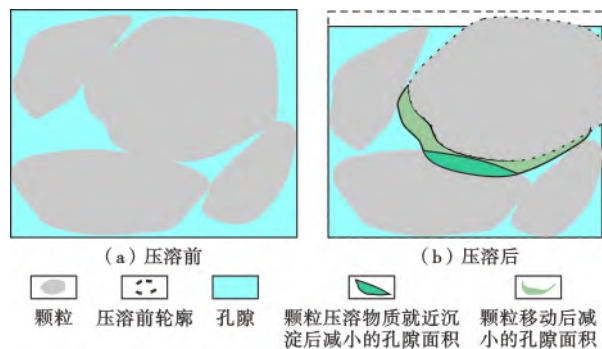 （a）压溶前
（b）压溶后
颗粒
压溶前轮廓
孔隙
颗粒压溶物质就近沉
淀后减小的孔隙面积
颗粒移动后减
小的孔隙面积